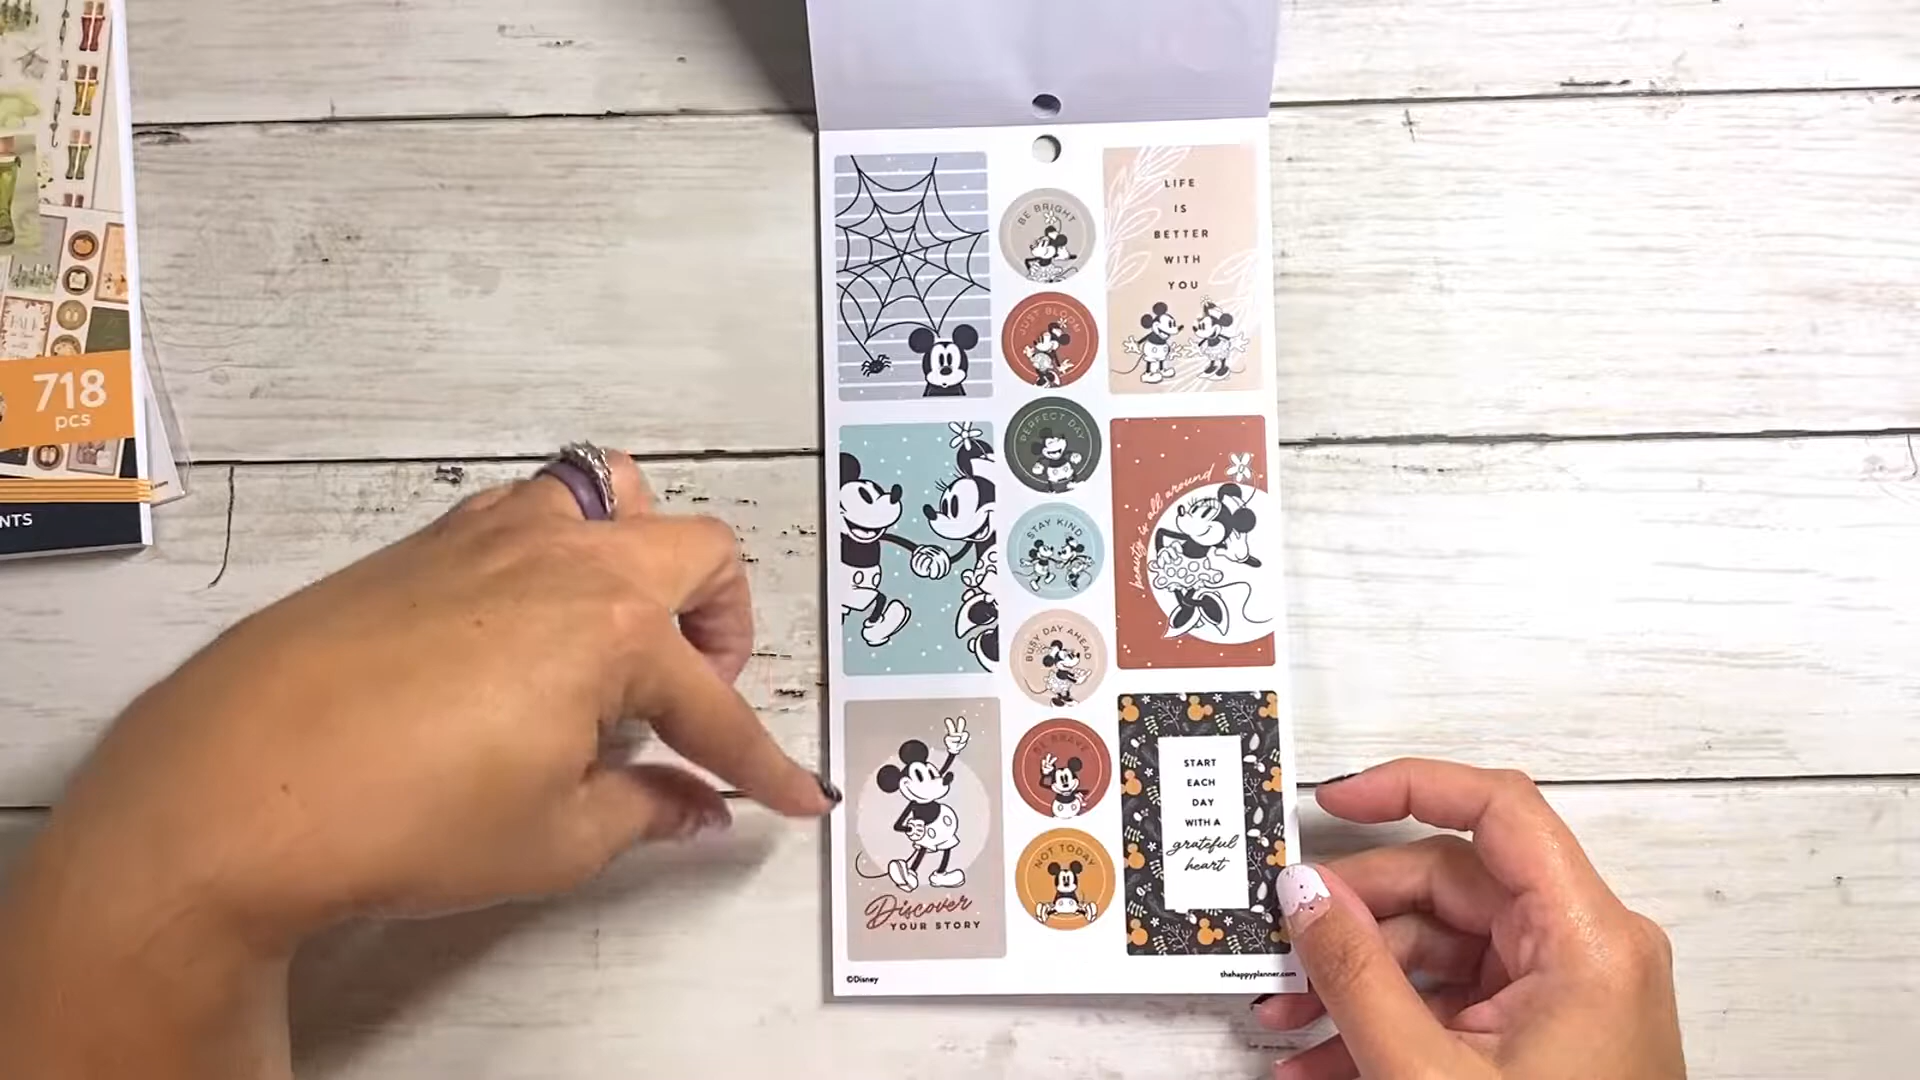 718
pcs
NTS
LIFE
IS
BETTER
WITH
YOU
BE BRIGHT
JUST BLOOM
PERFECT DAY
STAY KIND
beauty is all around
BUSY DAY AHEAD
BE BRAVE
START
EACH
DAY
WITH A
grateful
heart
NOT TODAY
Discover
YOUR STORY
©Disney
thehappyplanner.com